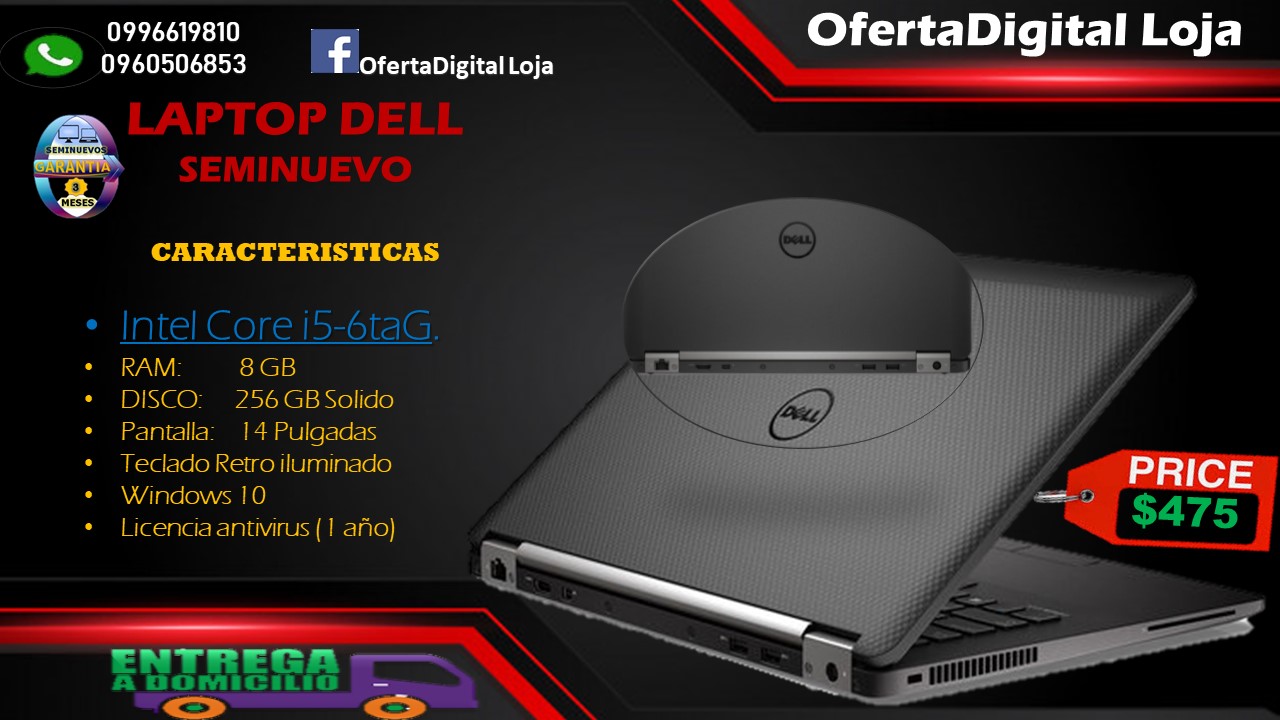 0996619810
0960506853
f OfertaDigital Loja
OfertaDigital Loja
LAPTOP DELL
SEMINUEVO
SEMINUEVOS
GARANTIA
3
MESES
CARACTERISTICAS
• Intel Core i5-6taG.
• RAM: 8 GB
• DISCO: 256 GB Solido
• Pantalla: 14 Pulgadas
• Teclado Retro iluminado
• Windows 10
• Licencia antivirus ( 1 año)
DELL
DELL
PRICE
$475
ENTREGA
A DOMICILIO